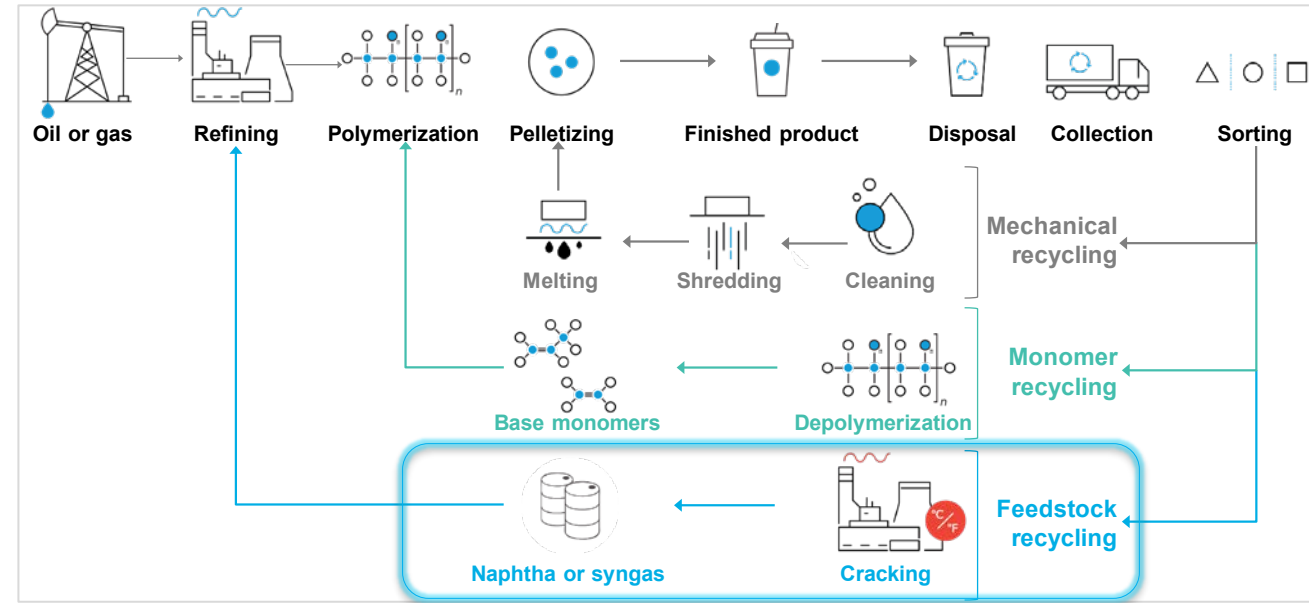 n
Oil or gas
Refining
Polymerization
Pelletizing
Finished product
Disposal
Collection
Sorting
Mechanical
recycling
Melting
Shredding
Cleaning
n
Monomer
recycling
Base monomers
Depolymerization
°C/°F
Feedstock
recycling
Naphtha or syngas
Cracking